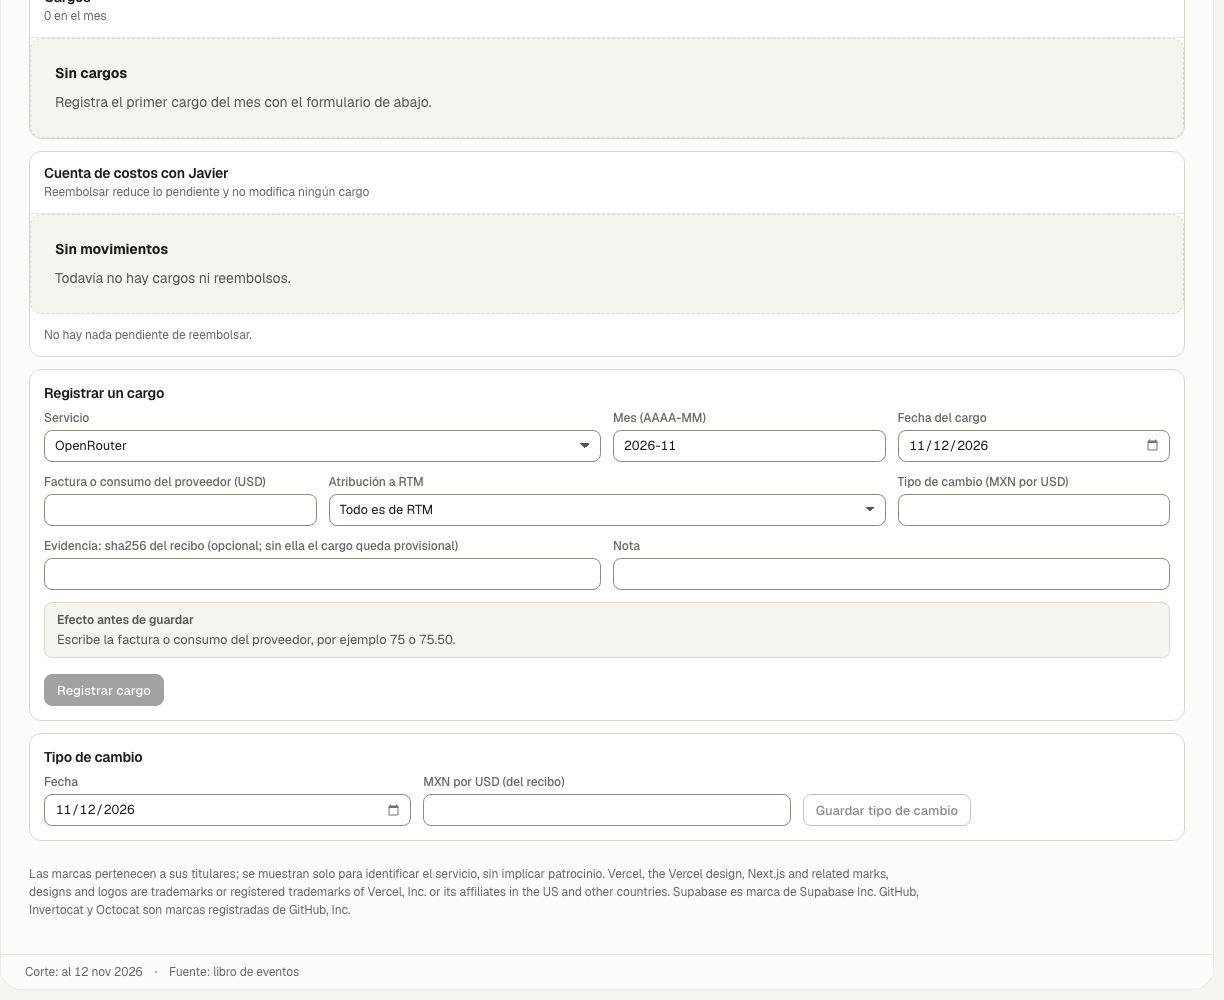 Cargos
0 en el mes
Sin cargos
Registra el primer cargo del mes con el formulario de abajo.
Cuenta de costos con Javier
Reembolsar reduce lo pendiente y no modifica ningún cargo
Sin movimientos
Todavía no hay cargos ni reembolsos.
No hay nada pendiente de reembolsar.
Registrar un cargo
Servicio Mes (AAAA-MM) Fecha del cargo
OpenRouter 2026-11 11/12/2026
Factura o consumo del proveedor (USD) Atribución a RTM Tipo de cambio (MXN por USD)
Todo es de RTM
Evidencia: sha256 del recibo (opcional; sin ella el cargo queda provisional) Nota
Efecto antes de guardar
Escribe la factura o consumo del proveedor, por ejemplo 75 o 75.50.
Registrar cargo
Tipo de cambio
Fecha MXN por USD (del recibo)
11/12/2026 Guardar tipo de cambio
Las marcas pertenecen a sus titulares; se muestran solo para identificar el servicio, sin implicar patrocinio. Vercel, the Vercel design, Next.js and related marks,
designs and logos are trademarks or registered trademarks of Vercel, Inc. or its affiliates in the US and other countries. Supabase es marca de Supabase Inc. GitHub,
Invertocat y Octocat son marcas registradas de GitHub, Inc.
Corte: al 12 nov 2026 · Fuente: libro de eventos